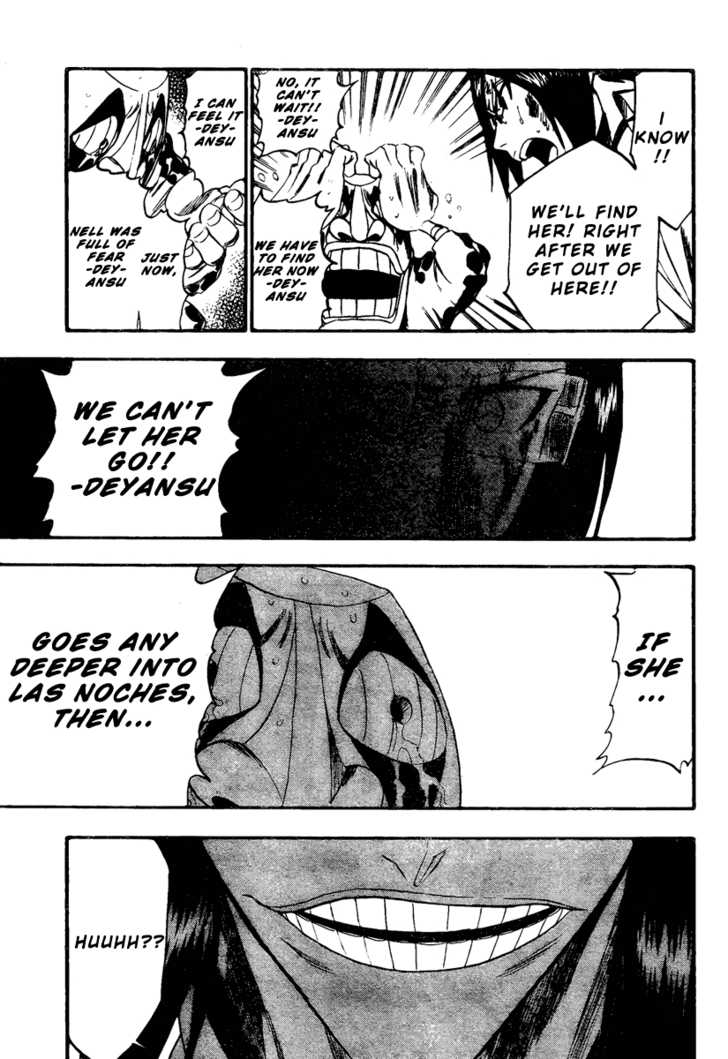 I
KNOW
!!
WE'LL FIND
HER! RIGHT
AFTER WE
GET OUT OF
HERE!!
NO, IT
CAN'T
WAIT!!
-DEY-
ANSU
WE HAVE
TO FIND
HER NOW
-DEY-
ANSU
I CAN
FEEL IT
-DEY-
ANSU
JUST
NOW,
NELL WAS
FULL OF
FEAR
-DEY-
ANSU
WE CAN'T
LET HER
GO!!
-DEYANSU
IF
SHE
...
GOES ANY
DEEPER INTO
LAS NOCHES,
THEN...
HUUHH??